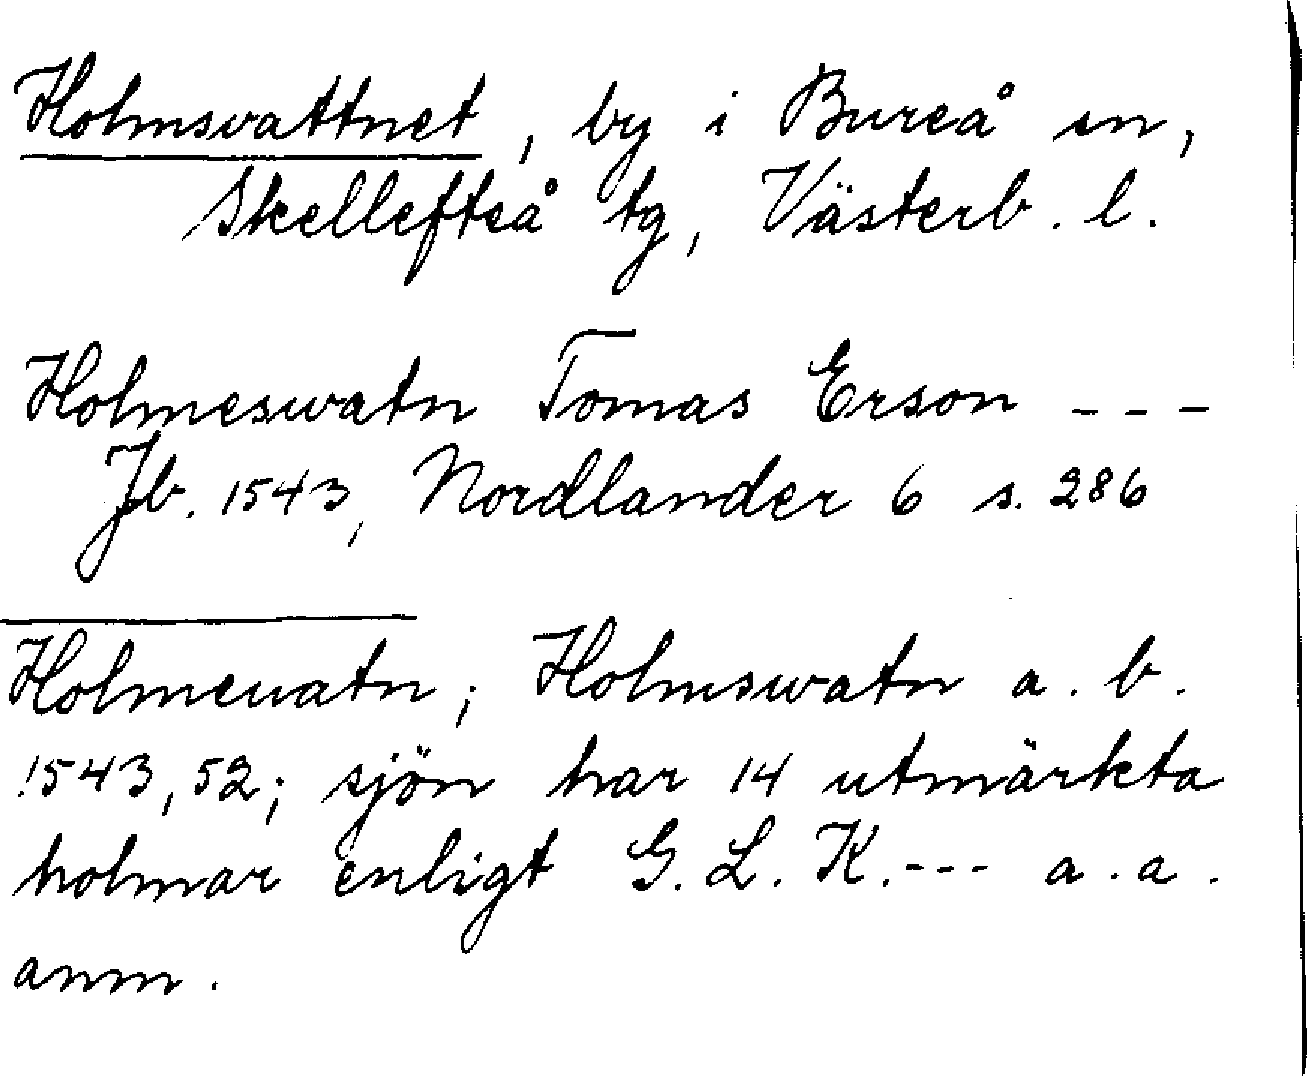 Holmsvattnet, by i Bureå sn,
Skellefteå tg, Västerb. l.
Holmeswatn Tomas Erson ---
Jb. 1543, Nordlander 6 s. 286
Holmeuatn; Holmswatn a. b.
1543, 52; sjön har 14 utmärkta
holmar enligt G. L. K. --- a. a.
anm.